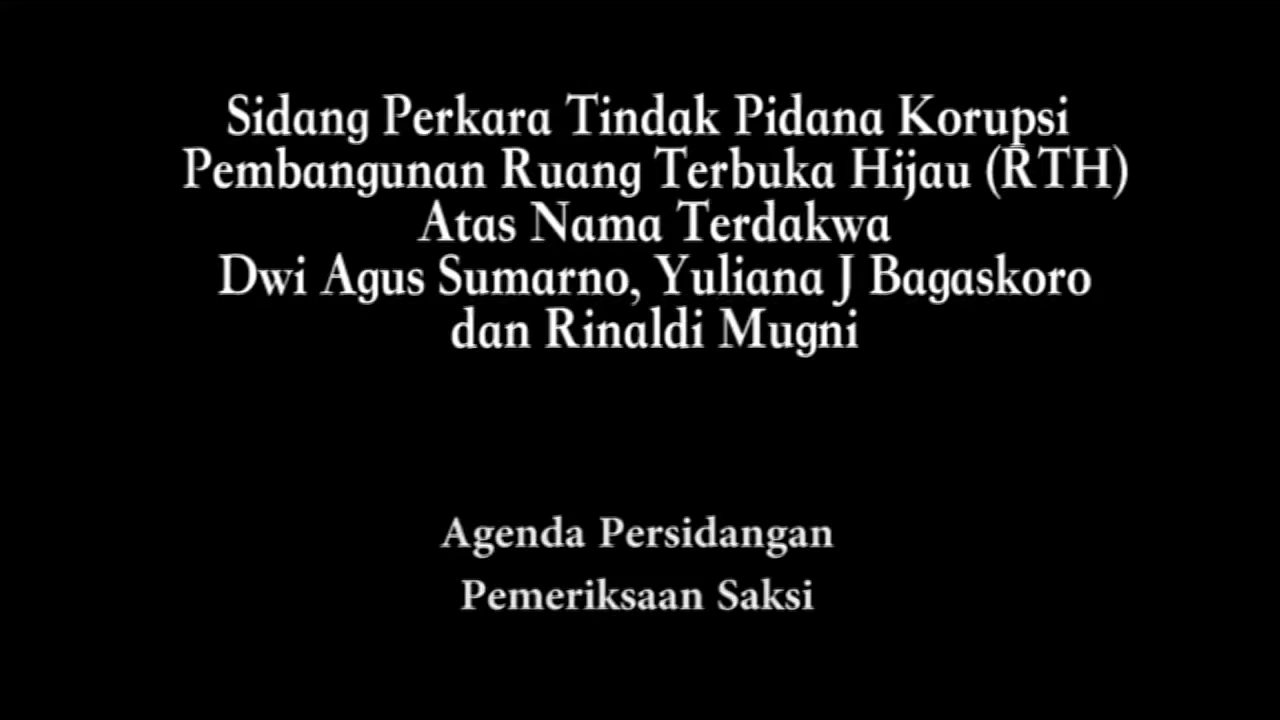 Sidang Perkara Tindak Pidana Korupsi
Pembangunan Ruang Terbuka Hijau (RTH)
Atas Nama Terdakwa
Dwi Agus Sumarno, Yuliana J Bagaskoro
dan Rinaldi Mugni
Agenda Persidangan
Pemeriksaan Saksi